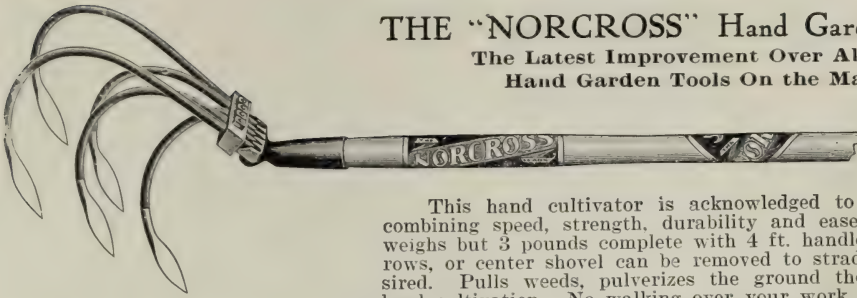 THE "NORCROSS" Hand Gar
The Latest Improvement Over Al
Hand Garden Tools On the Ma
NORCROSS
This hand cultivator is acknowledged to
combining speed, strength, durability and ease
weighs but 3 pounds complete with 4 ft. handle
rows, or center shovel can be removed to strad
sired. Pulls weeds, pulverizes the ground th